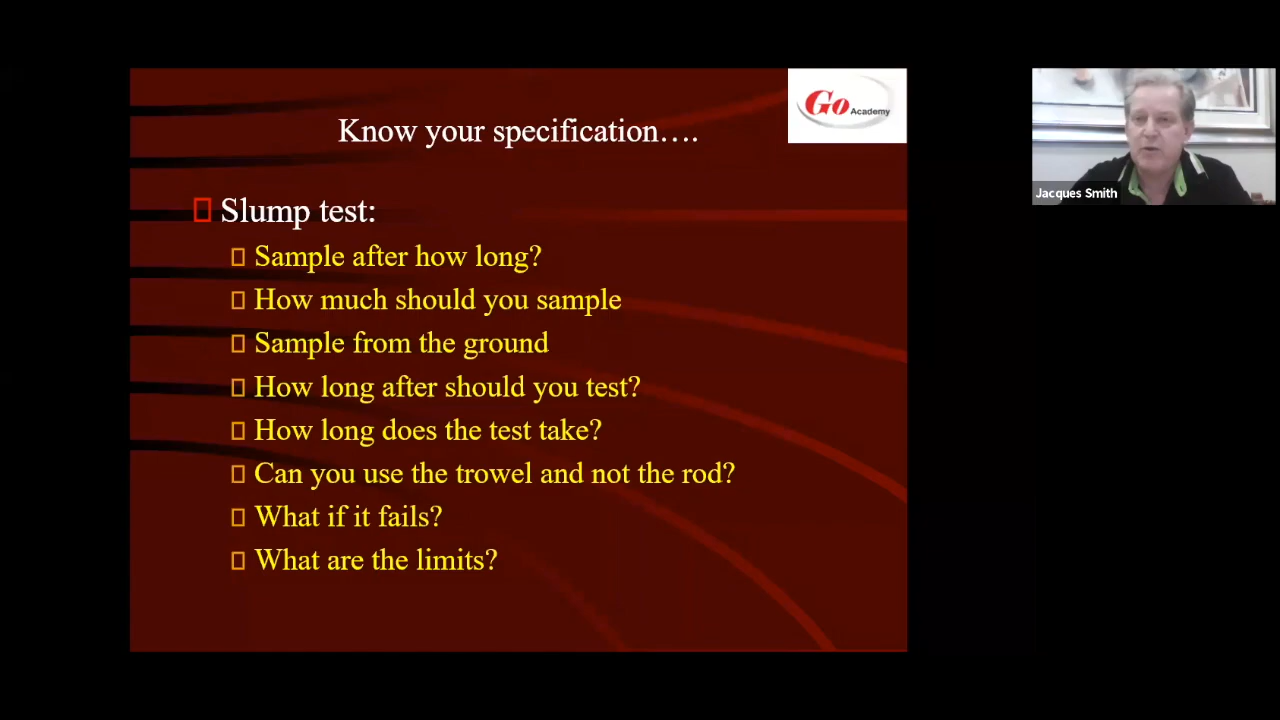 Go Academy
Know your specification….
Slump test:
Sample after how long?
How much should you sample
Sample from the ground
How long after should you test?
How long does the test take?
Can you use the trowel and not the rod?
What if it fails?
What are the limits?
Jacques Smith